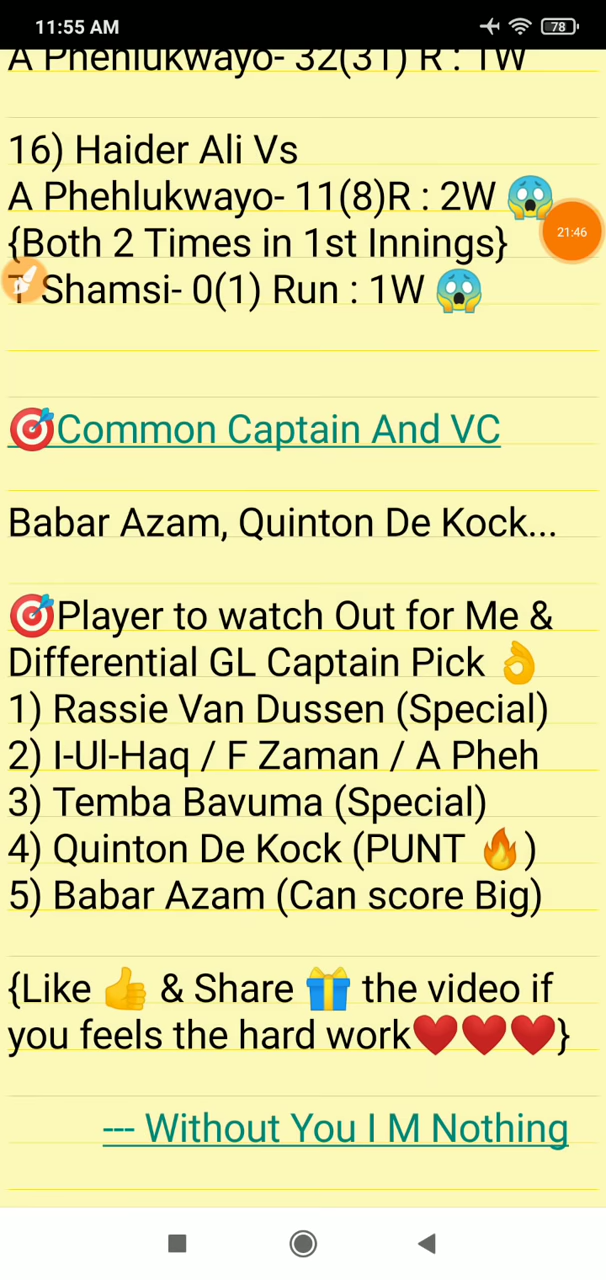 11:55 AM
78
A Phehlukwayo- 32(31) R : 1W
16) Haider Ali Vs
A Phehlukwayo- 11(8)R : 2W 😱
{Both 2 Times in 1st Innings}
21:46
T Shamsi- 0(1) Run : 1W 😱
🎯Common Captain And VC
Babar Azam, Quinton De Kock...
🎯Player to watch Out for Me &
Differential GL Captain Pick 👌
1) Rassie Van Dussen (Special)
2) I-Ul-Haq / F Zaman / A Pheh
3) Temba Bavuma (Special)
4) Quinton De Kock (PUNT 🔥)
5) Babar Azam (Can score Big)
{Like 👍 & Share 🎁 the video if
you feels the hard work❤️❤️❤️}
--- Without You I M Nothing